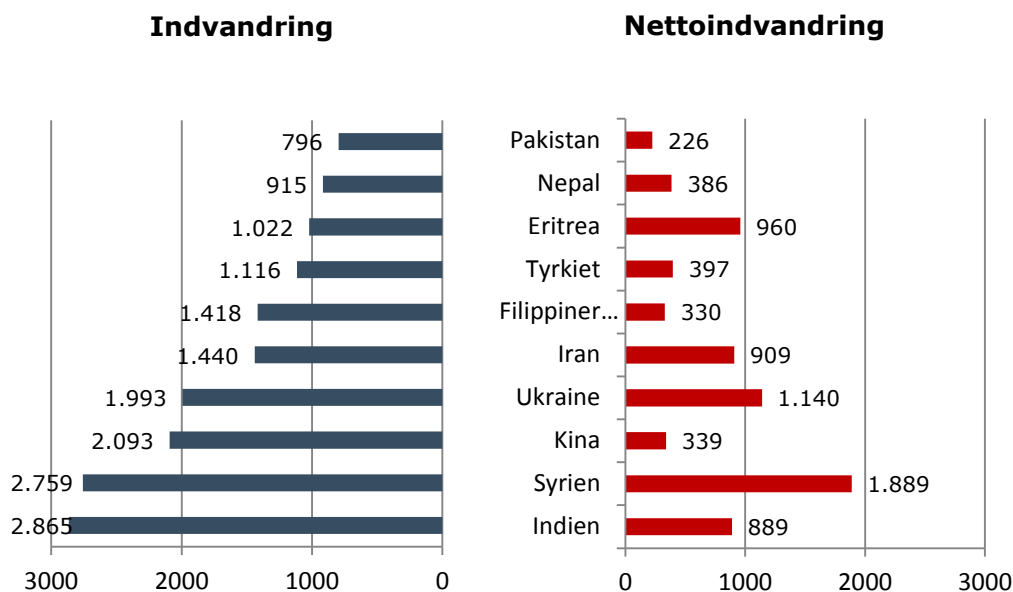 Indvandring Nettoindvandring
796 Pakistan 226
915 Nepal 386
1.022 Eritrea 960
1.116 Tyrkiet 397
1.418 Filippiner… 330
1.440 Iran 909
1.993 Ukraine 1.140
2.093 Kina 339
2.759 Syrien 1.889
2.865 Indien 889
3000 2000 1000 0 0 1000 2000 3000